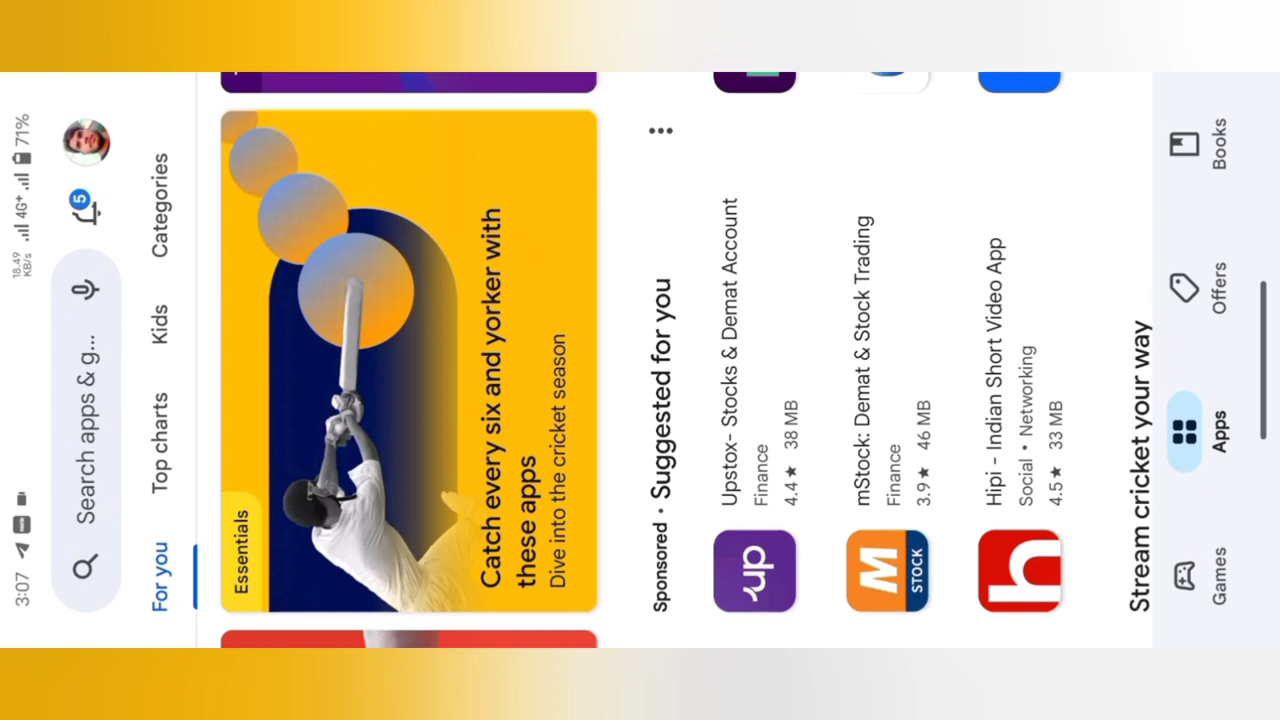 3:07
18.49
KB/s
4G+
71%
Search apps & g...
5
For you
Top charts
Kids
Categories
Essentials
Catch every six and yorker with
these apps
Dive into the cricket season
Sponsored • Suggested for you
up
Upstox- Stocks & Demat Account
Finance
4.4★ 38 MB
M
STOCK
mStock: Demat & Stock Trading
Finance
3.9★ 46 MB
h
Hipi - Indian Short Video App
Social • Networking
4.5★ 33 MB
Stream cricket your way
Games
Apps
Offers
Books